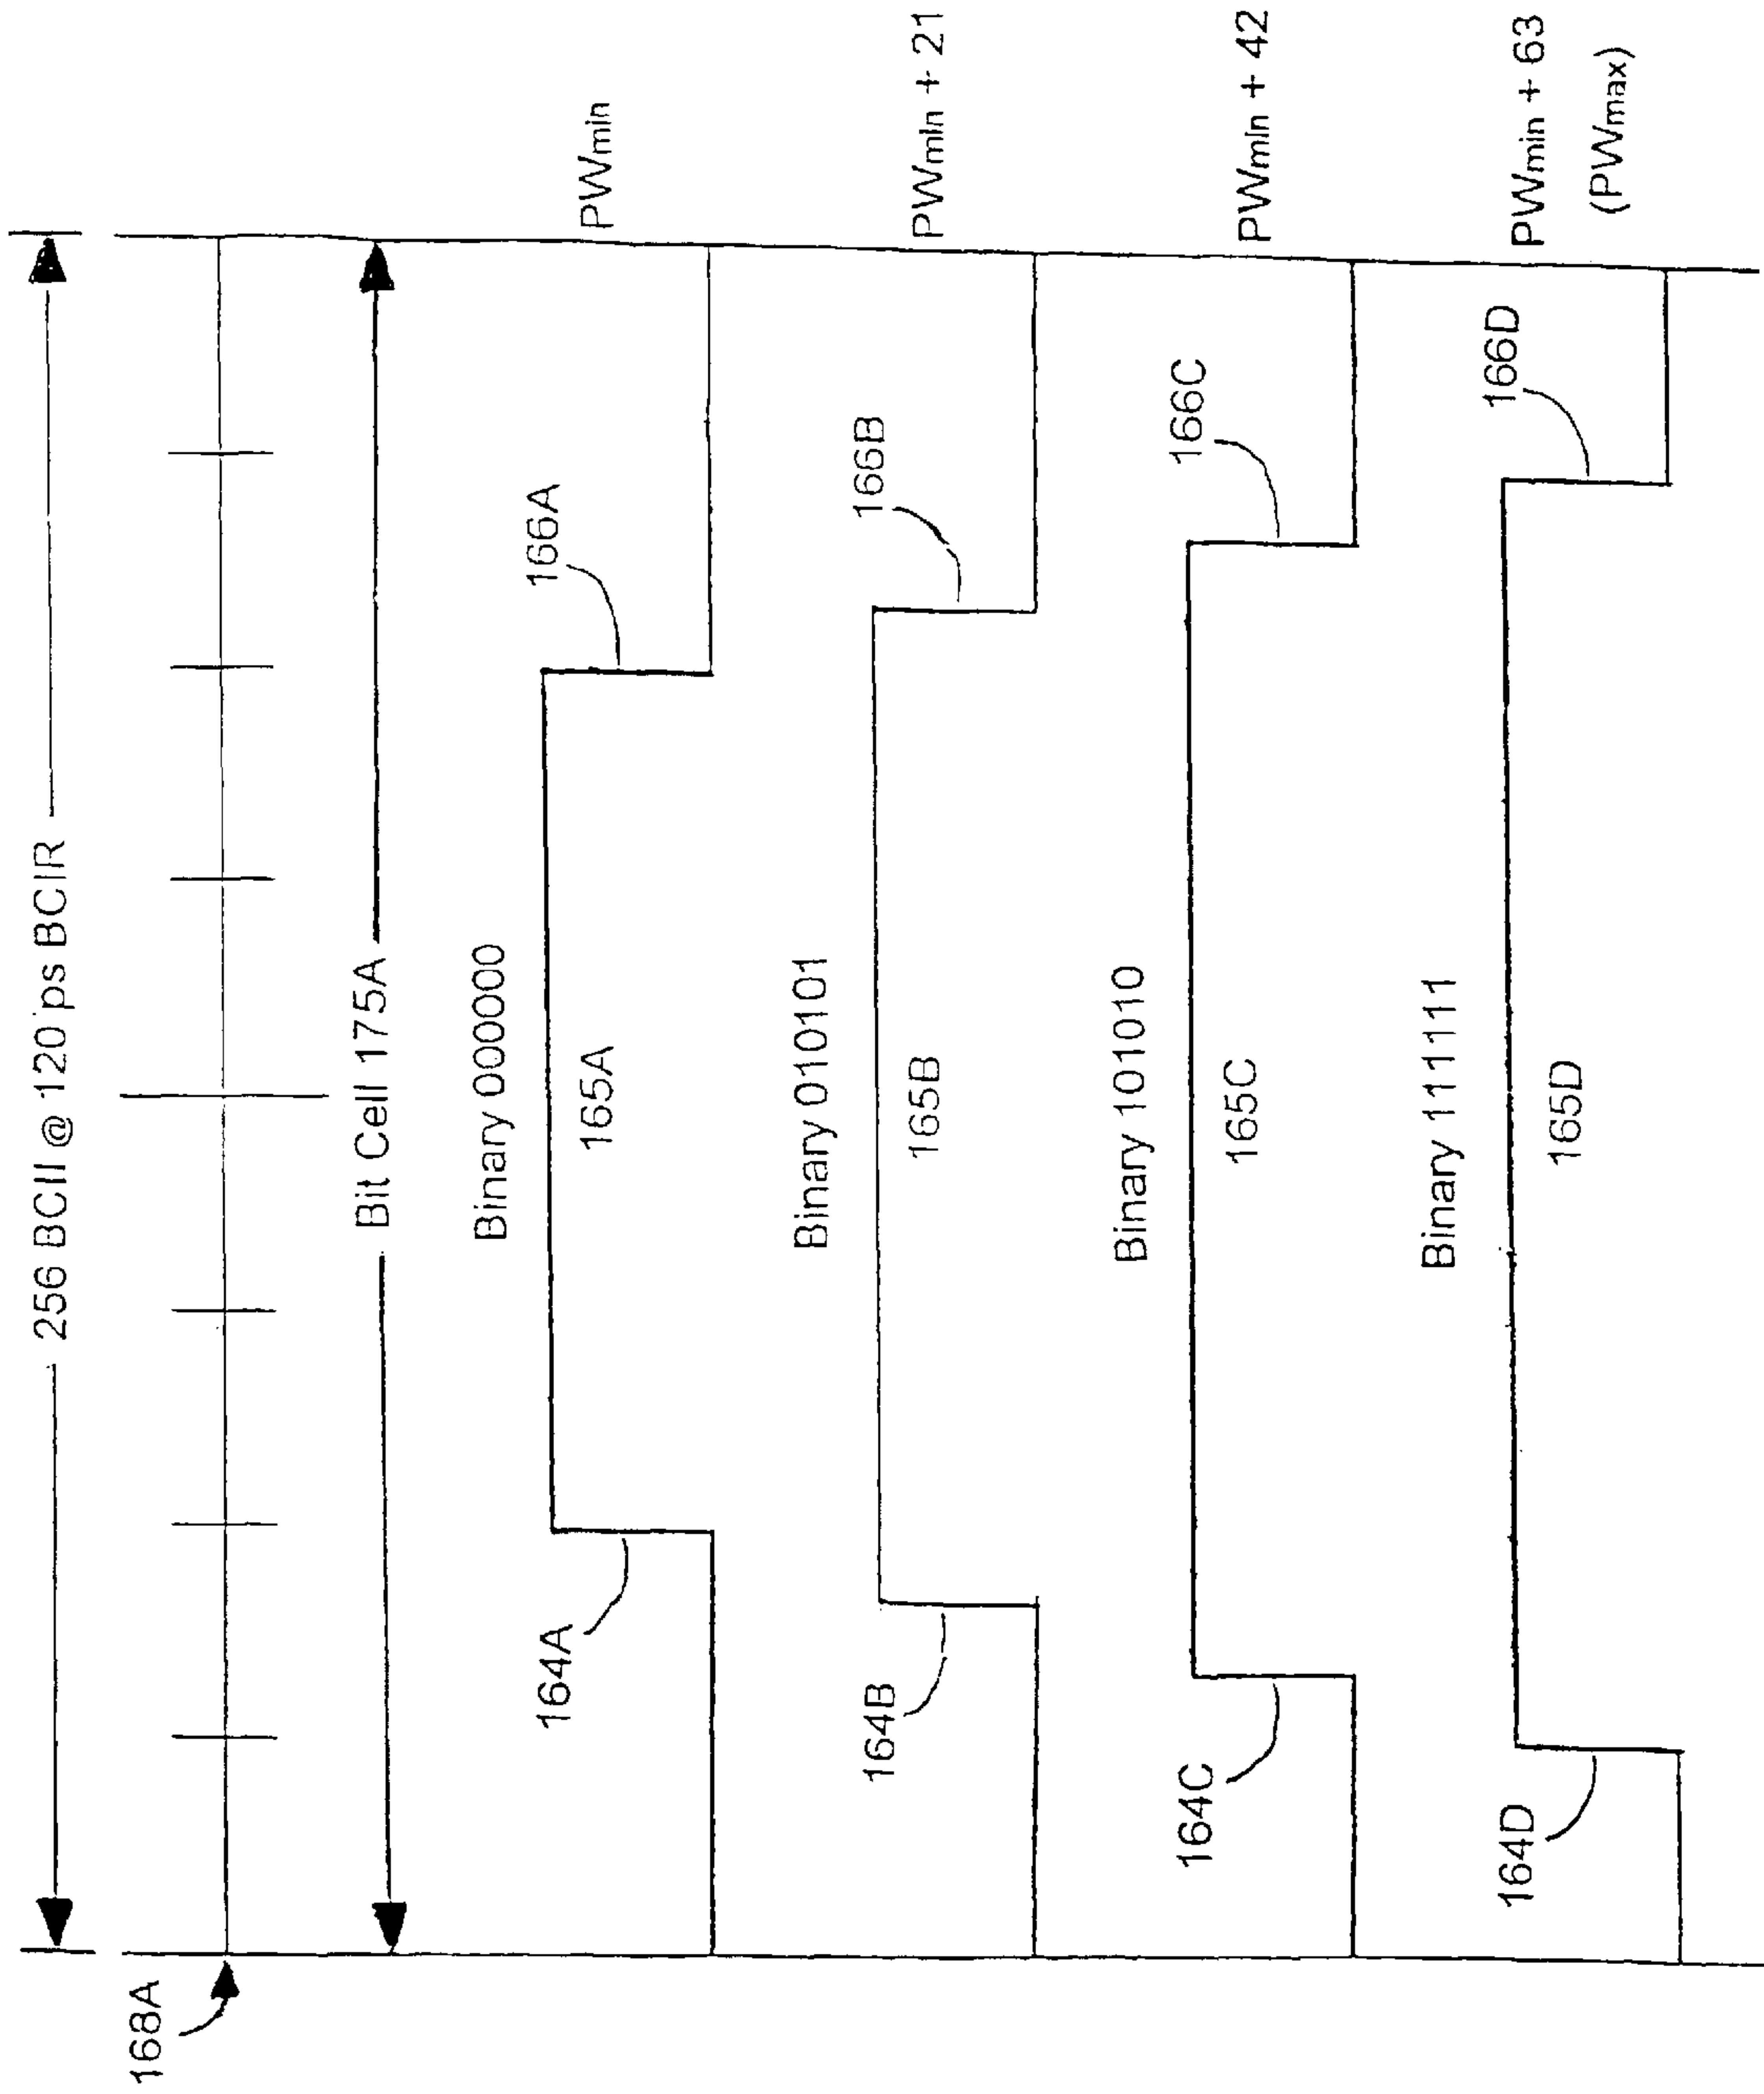 256 BCII @ 120 ps BCIR
168A
Bit Cell 175A
Binary 000000
164A
165A
166A
PWmin
Binary 010101
164B
165B
166B
PWmin + 21
Binary 101010
164C
165C
166C
PWmin + 42
Binary 111111
164D
165D
166D
PWmin + 63
(PWmax)